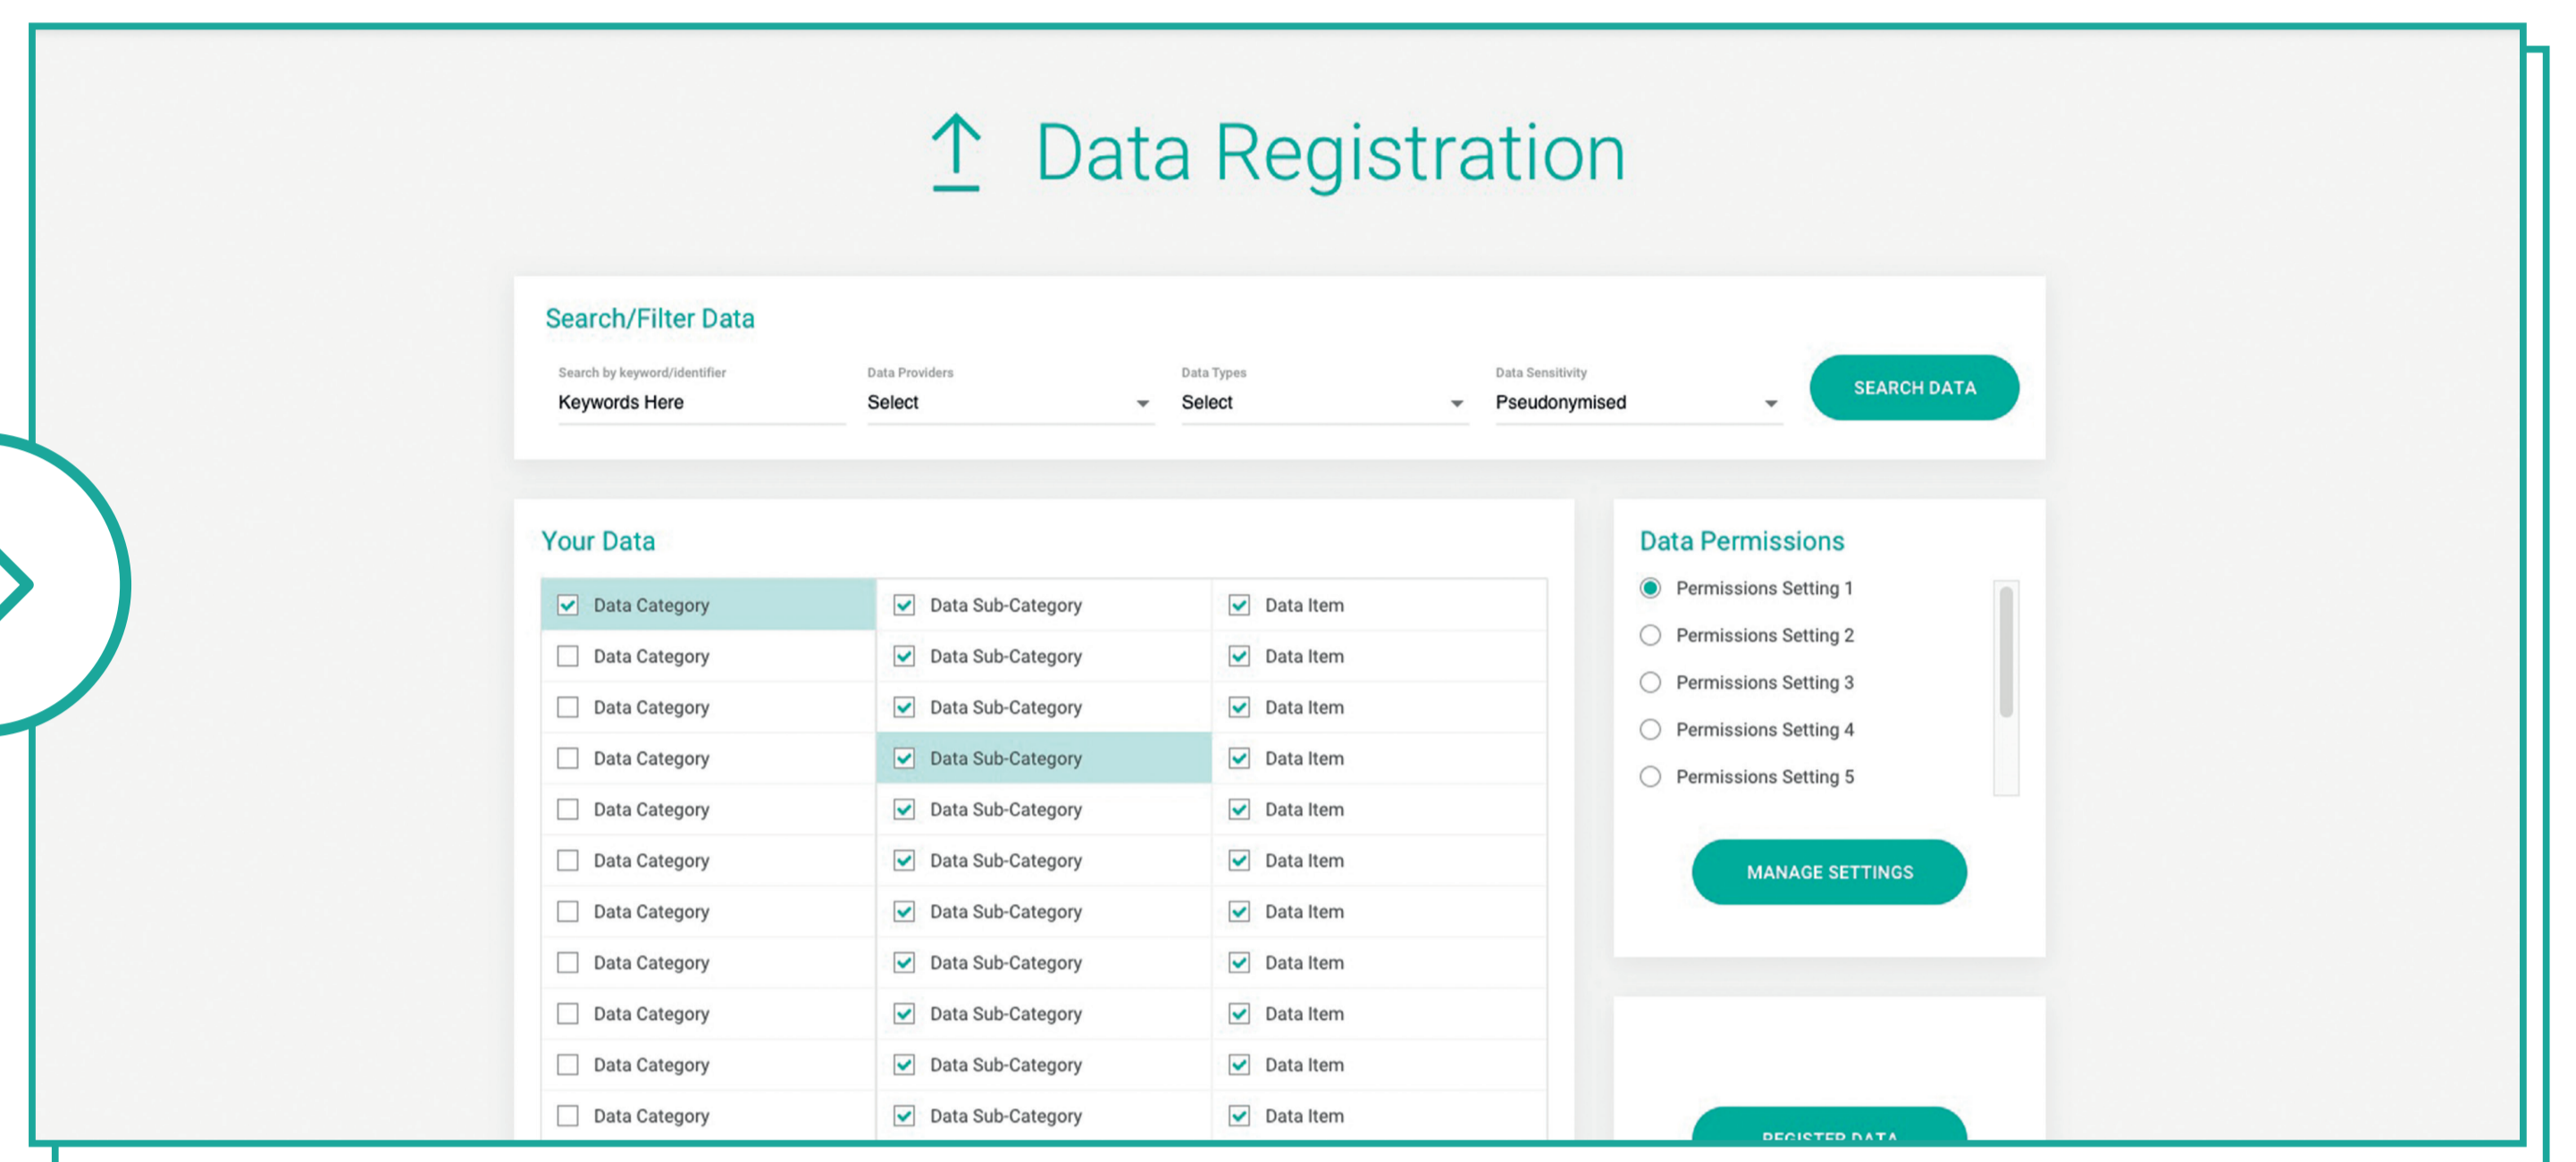 Data Registration
Search/Filter Data
Search by keyword/identifier
Keywords Here
Data Providers
Select
Data Types
Select
Data Sensitivity
Pseudonymised
SEARCH DATA
Your Data
Data Category Data Sub-Category Data Item
Data Category Data Sub-Category Data Item
Data Category Data Sub-Category Data Item
Data Category Data Sub-Category Data Item
Data Category Data Sub-Category Data Item
Data Category Data Sub-Category Data Item
Data Category Data Sub-Category Data Item
Data Category Data Sub-Category Data Item
Data Category Data Sub-Category Data Item
Data Category Data Sub-Category Data Item
Data Category Data Sub-Category Data Item
Data Permissions
Permissions Setting 1
Permissions Setting 2
Permissions Setting 3
Permissions Setting 4
Permissions Setting 5
MANAGE SETTINGS
REGISTER DATA